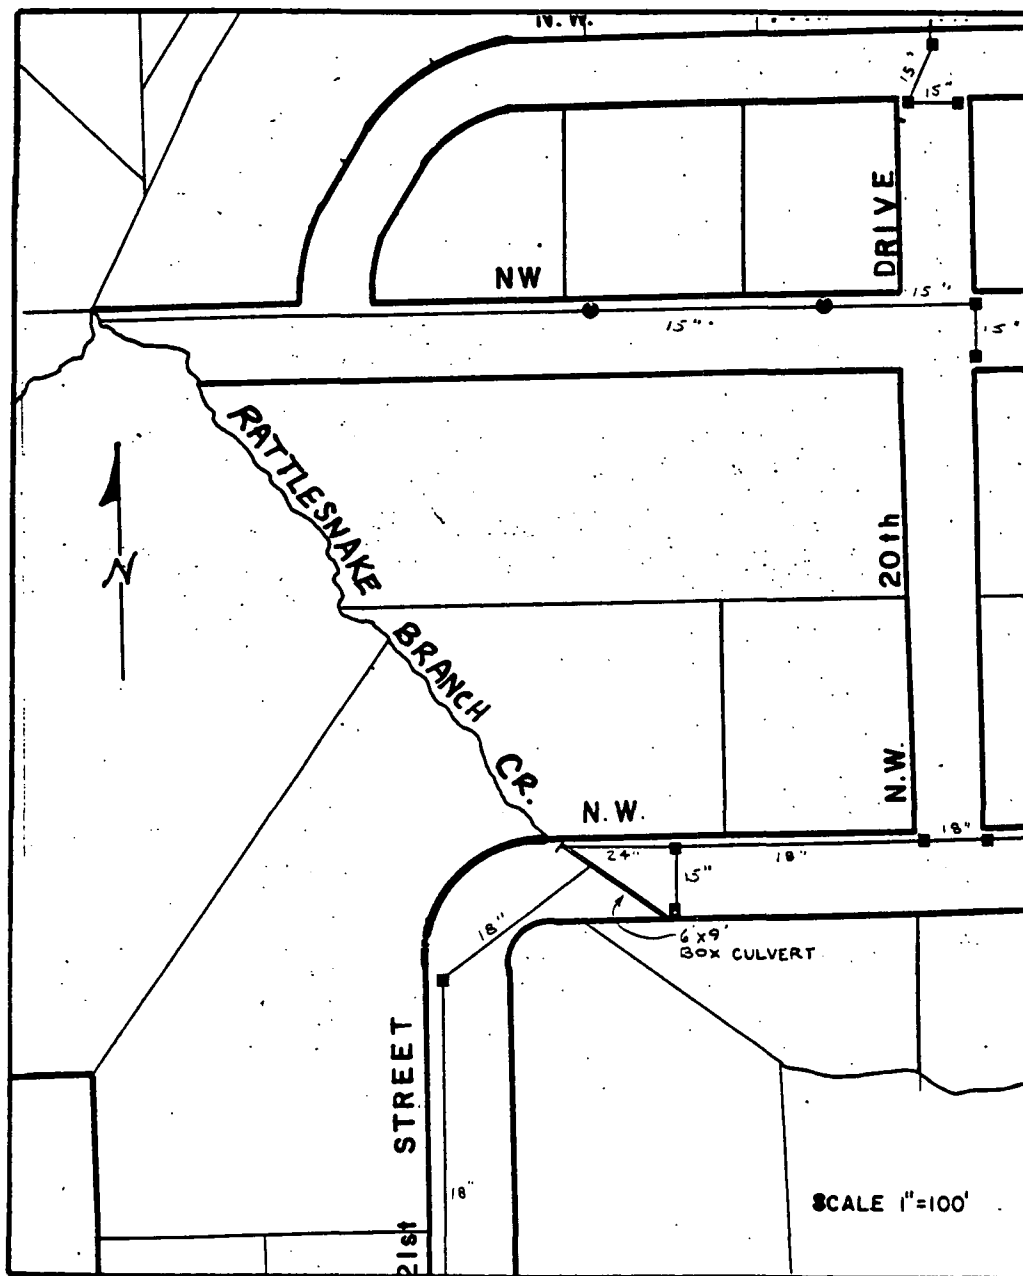 N. W.
15"
15"
DRIVE
NW
15"
15"
15"
RATTLESNAKE BRANCH CR.
N
20th
N.W.
N.W.
18"
24"
18"
15"
18"
6'x9'
BOX CULVERT
21st STREET
18"
SCALE 1"=100'